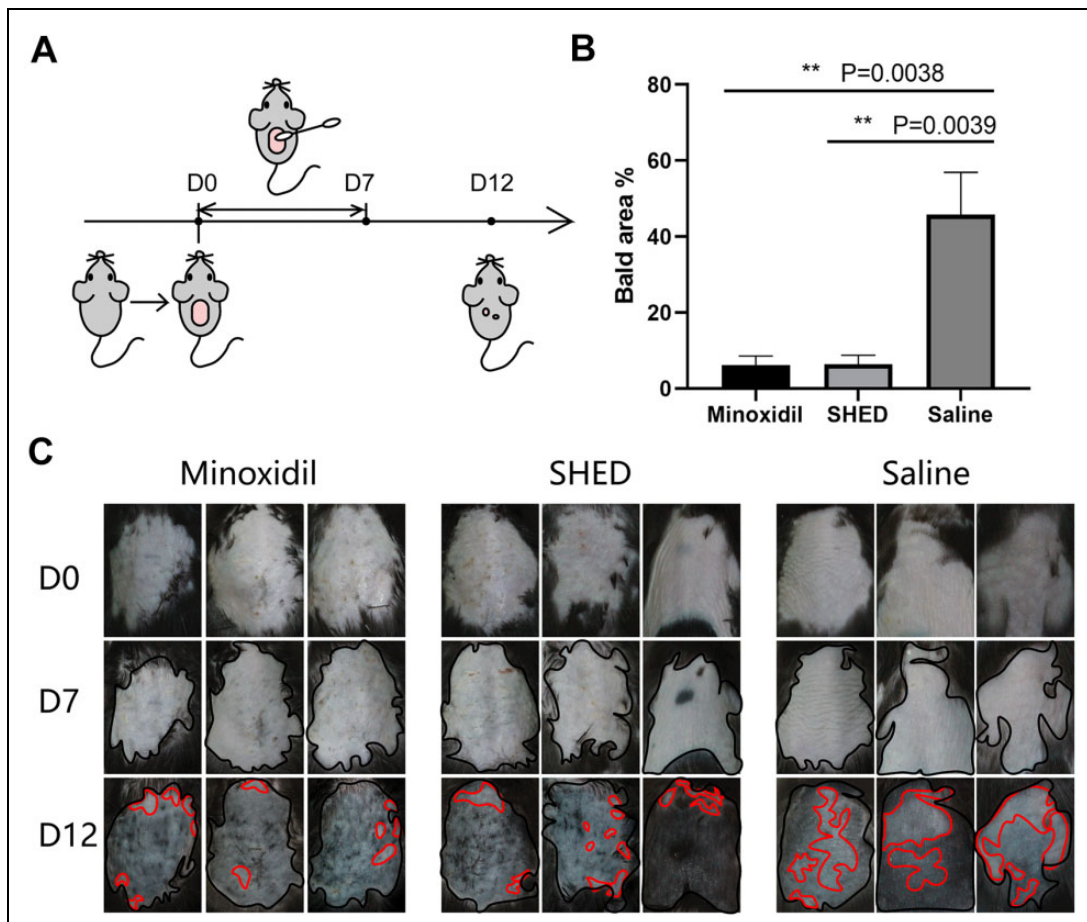 A
D0
D7
D12
B
** P=0.0038
** P=0.0039
Bald area %
80
60
40
20
0
Minoxidil
SHED
Saline
C
Minoxidil
SHED
Saline
D0
D7
D12